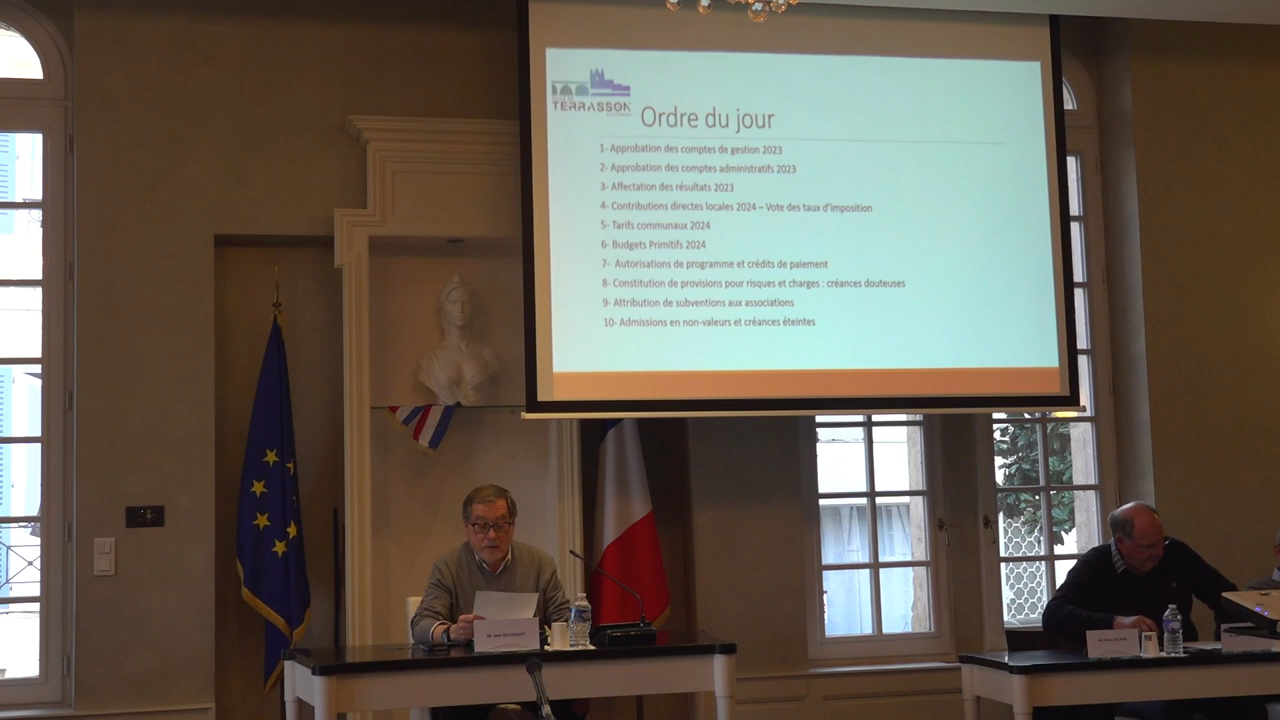 TERRASSON
Ordre du jour
1- Approbation des comptes de gestion 2023
2- Approbation des comptes administratifs 2023
3- Affectation des résultats 2023
4- Contributions directes locales 2024 – Vote des taux d'imposition
5- Tarifs communaux 2024
6- Budgets Primitifs 2024
7- Autorisations de programme et crédits de paiement
8- Constitution de provisions pour risques et charges : créances douteuses
9- Attribution de subventions aux associations
10- Admissions en non-valeurs et créances éteintes
M. Jean BOUSQUET